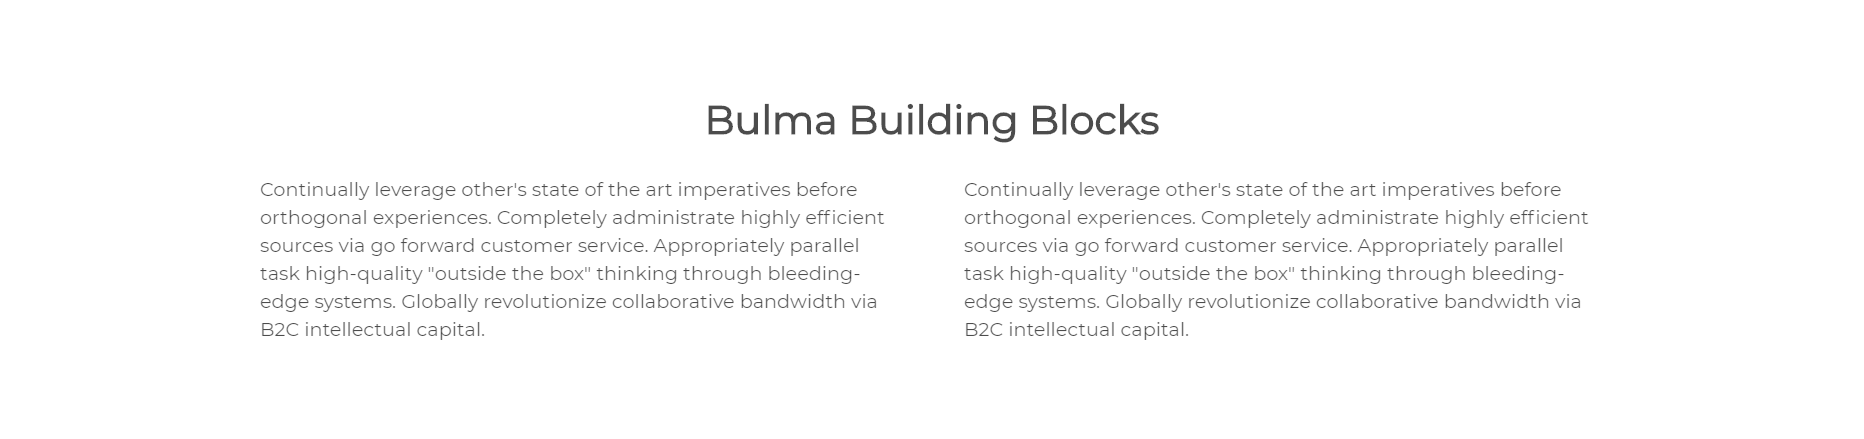 Bulma Building Blocks
Continually leverage other's state of the art imperatives before
orthogonal experiences. Completely administrate highly efficient
sources via go forward customer service. Appropriately parallel
task high-quality "outside the box" thinking through bleeding-
edge systems. Globally revolutionize collaborative bandwidth via
B2C intellectual capital.
Continually leverage other's state of the art imperatives before
orthogonal experiences. Completely administrate highly efficient
sources via go forward customer service. Appropriately parallel
task high-quality "outside the box" thinking through bleeding-
edge systems. Globally revolutionize collaborative bandwidth via
B2C intellectual capital.